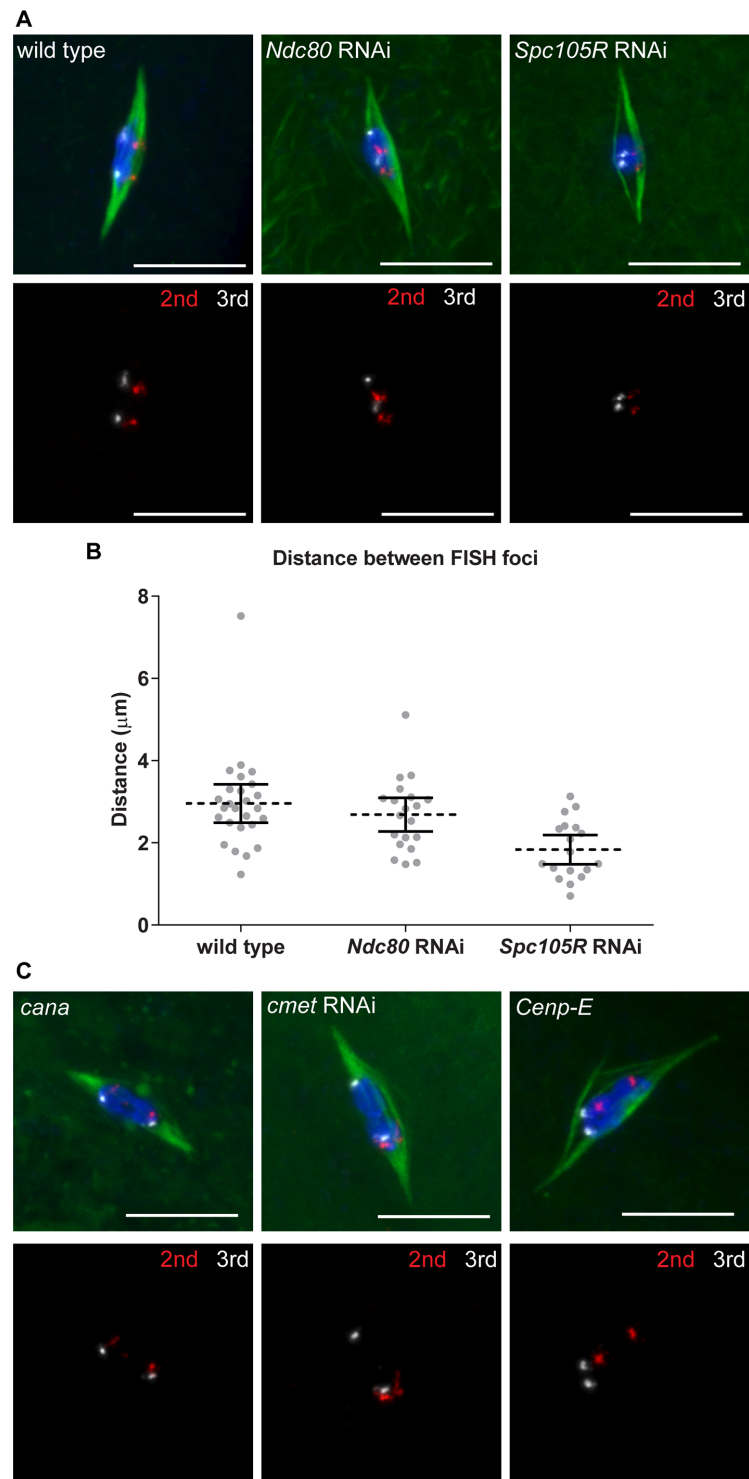 A
wild type
Ndc80 RNAi
Spc105R RNAi
2nd 3rd
2nd 3rd
2nd 3rd
B
Distance between FISH foci
Distance (μm)
8
6
4
2
0
wild type
Ndc80 RNAi
Spc105R RNAi
C
cana
cmet RNAi
Cenp-E
2nd 3rd
2nd 3rd
2nd 3rd